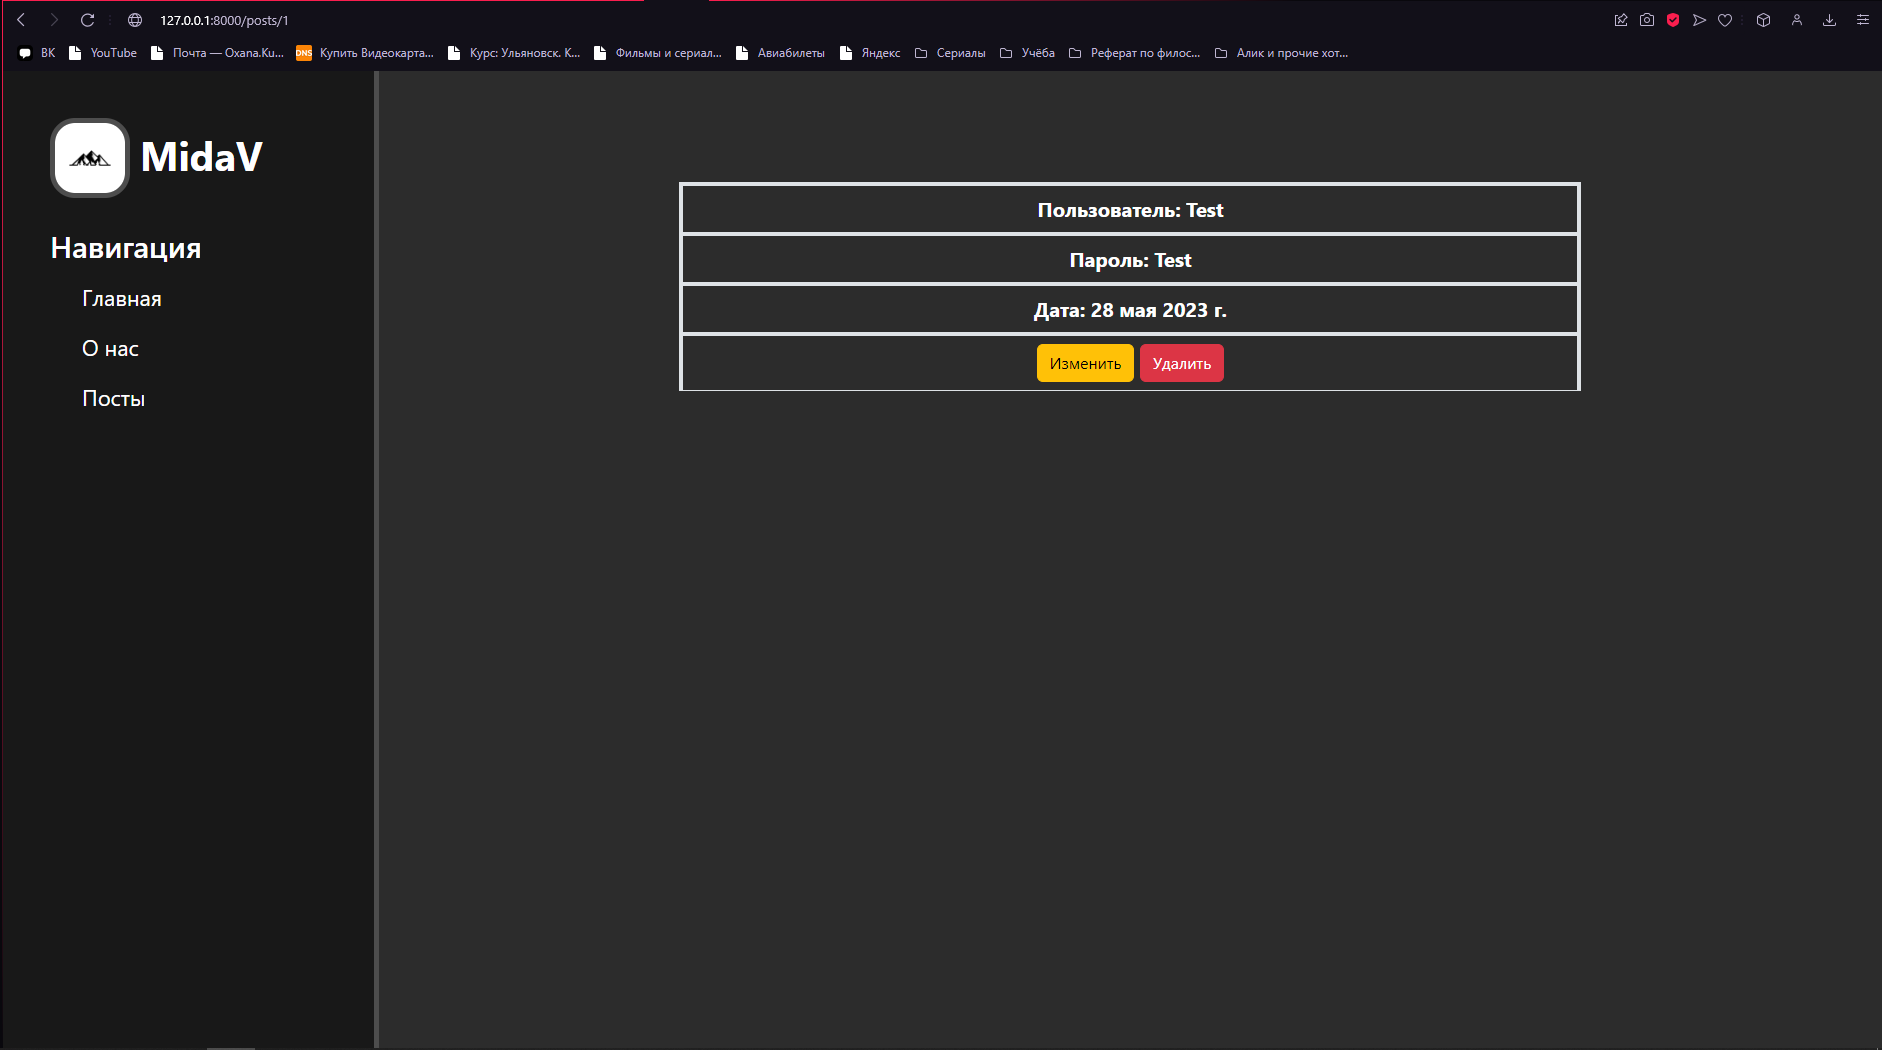 127.0.0.1:8000/posts/1
ВК YouTube Почта — Oxana.Ku... DNS Купить Видеокарта... Курс: Ульяновск. К... Фильмы и сериал... Авиабилеты Яндекс Сериалы Учёба Реферат по филос... Алик и прочие хот...
MidaV
Навигация
Главная
О нас
Посты
Пользователь: Test
Пароль: Test
Дата: 28 мая 2023 г.
Изменить Удалить